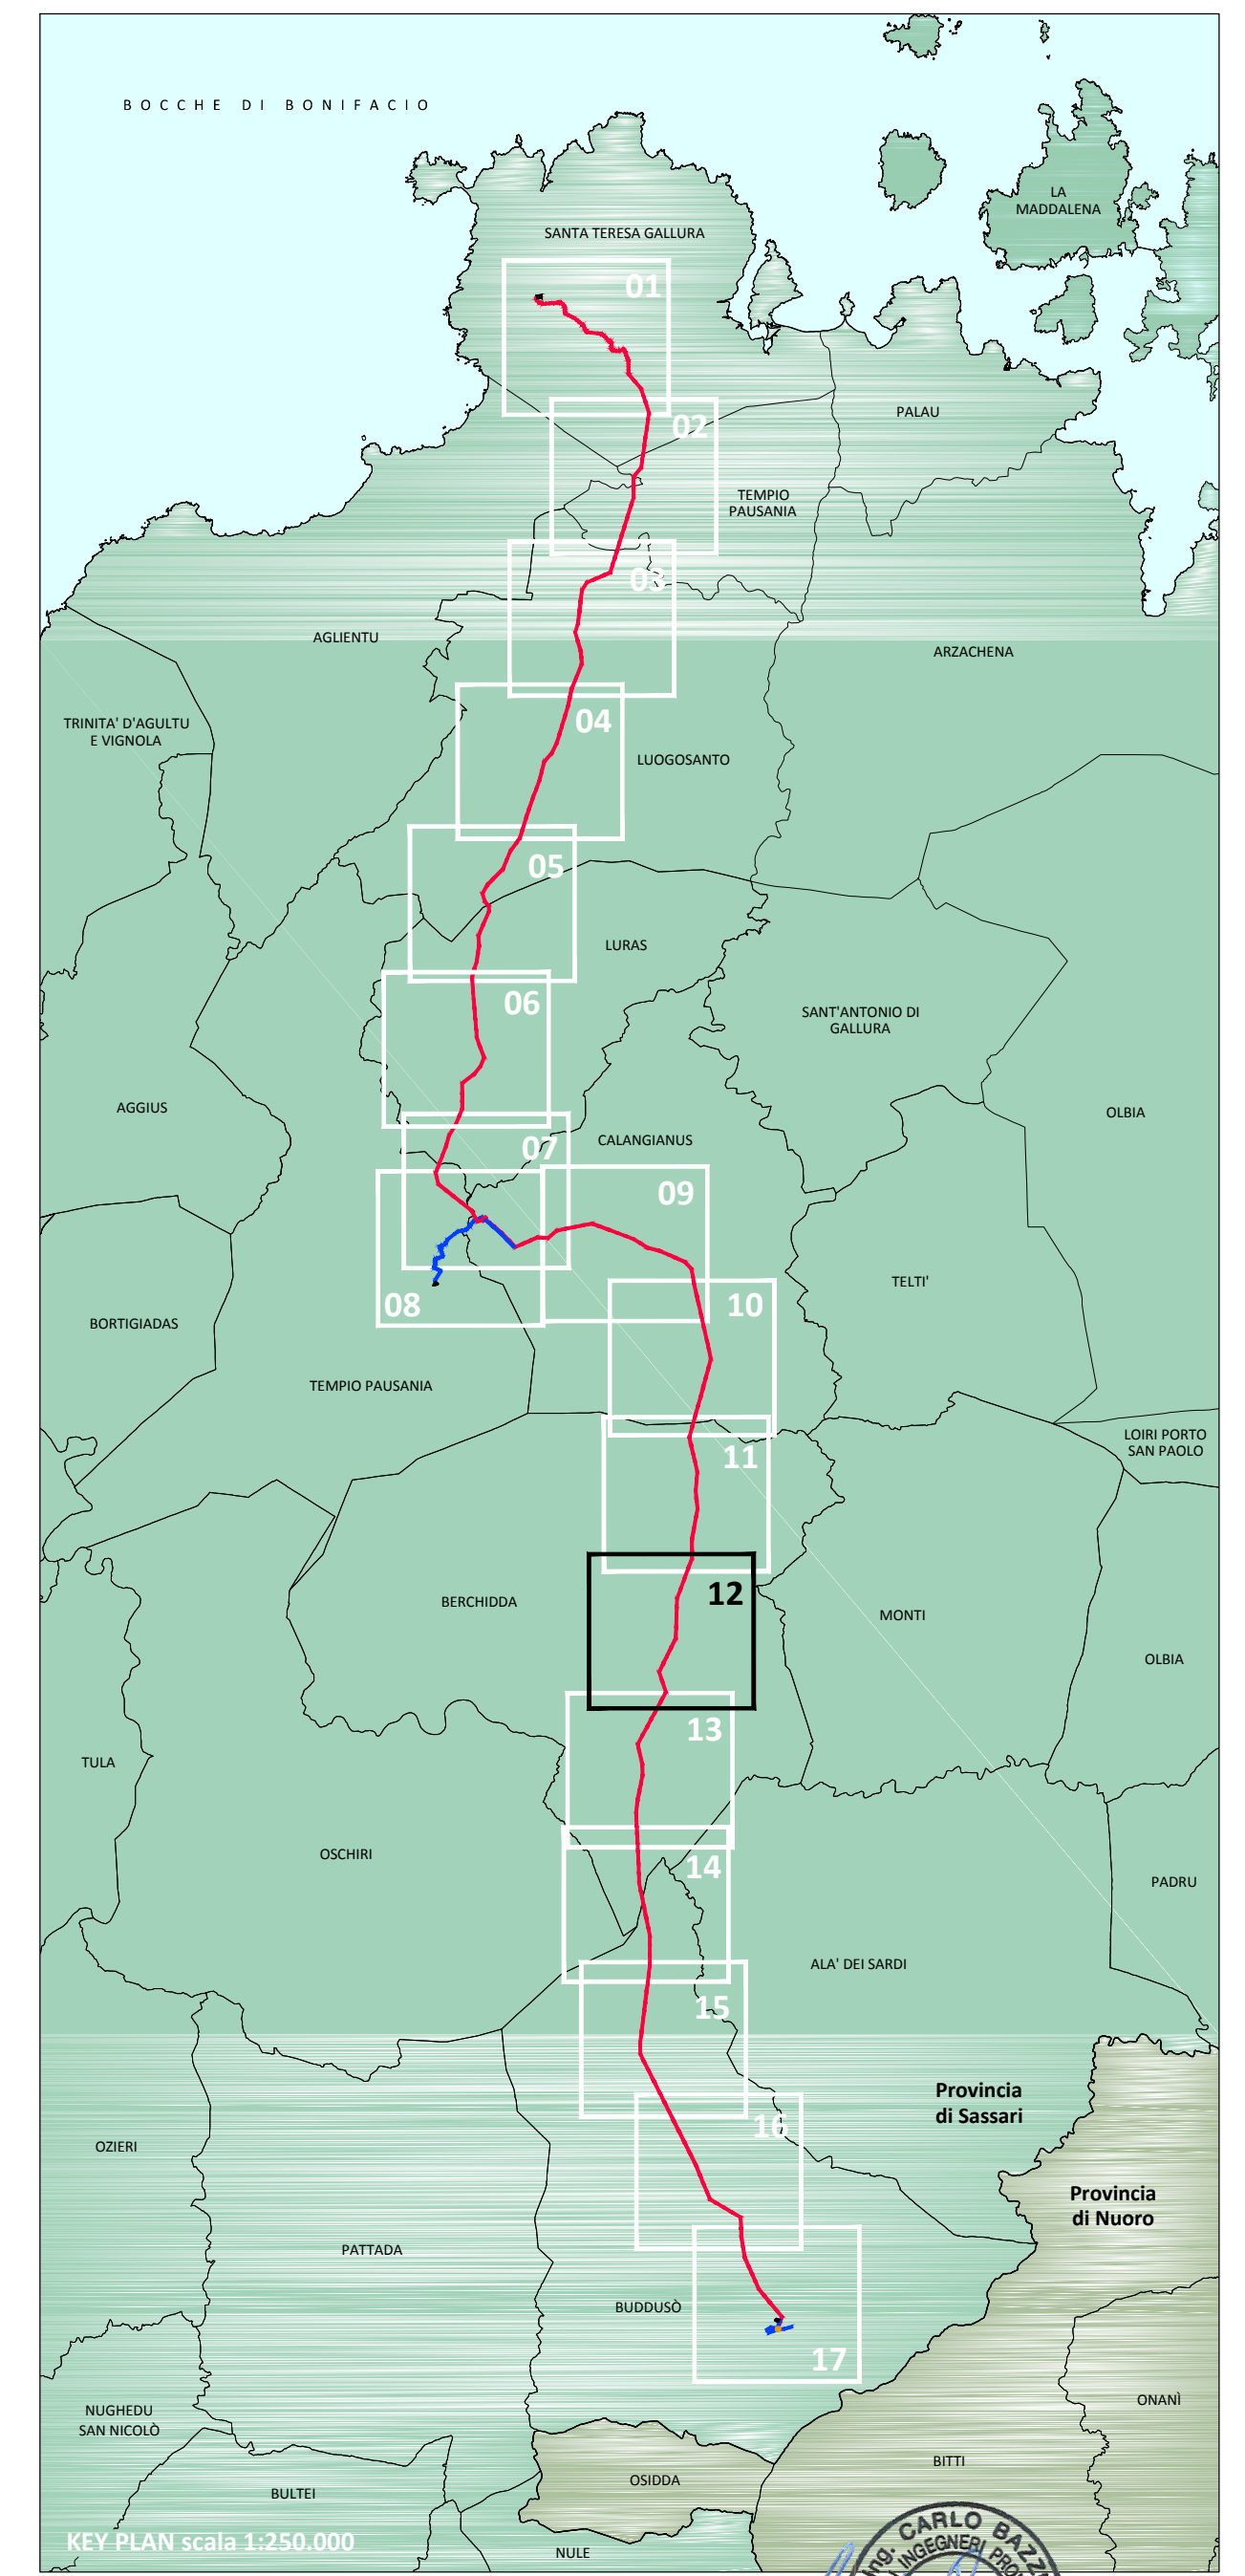 BOCCHE DI BONIFACIO
LA
MADDALENA
SANTA TERESA GALLURA
01
PALAU
02
TEMPIO
PAUSANIA
03
AGLIENTU
ARZACHENA
04
TRINITA' D'AGULTU
E VIGNOLA
LUOGOSANTO
05
LURAS
06
SANT'ANTONIO DI
GALLURA
AGGIUS
OLBIA
CALANGIANUS
07
09
TELTI'
08
10
BORTIGIADAS
TEMPIO PAUSANIA
LOIRI PORTO
SAN PAOLO
11
12
BERCHIDDA
MONTI
OLBIA
13
TULA
OSCHIRI
14
PADRU
ALA' DEI SARDI
15
Provincia
di Sassari
16
OZIERI
Provincia
di Nuoro
PATTADA
BUDDUSÒ
17
ONANÌ
NUGHEDU
SAN NICOLÒ
BITTI
OSIDDA
BULTEI
KEY PLAN scala 1:250.000
NULE
ing. CARLO
INGEGNERI